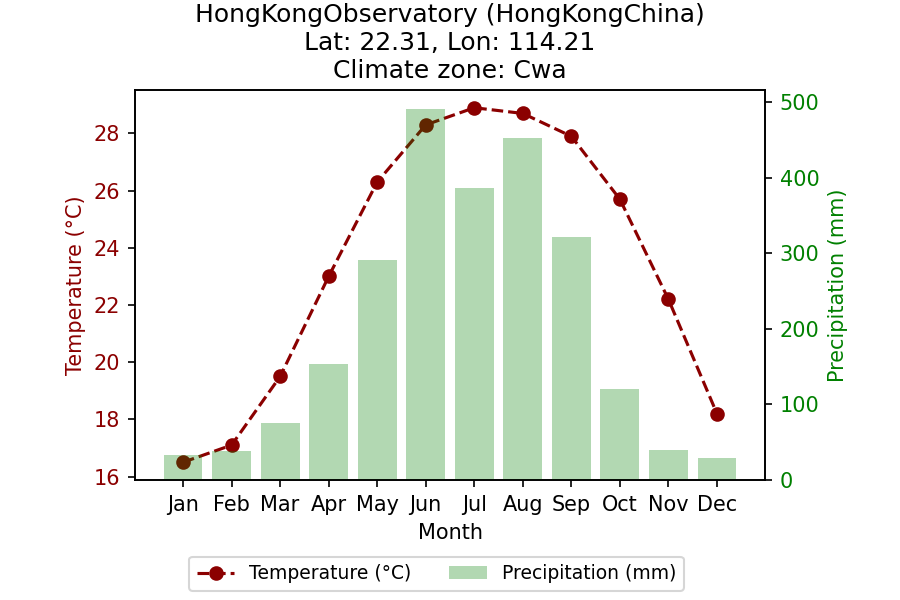 HongKongObservatory (HongKongChina)
Lat: 22.31, Lon: 114.21
Climate zone: Cwa
Temperature (°C)
28
26
24
22
20
18
16
500
400
300
200
100
0
Precipitation (mm)
Jan Feb Mar Apr May Jun Jul Aug Sep Oct Nov Dec
Month
Temperature (°C) Precipitation (mm)